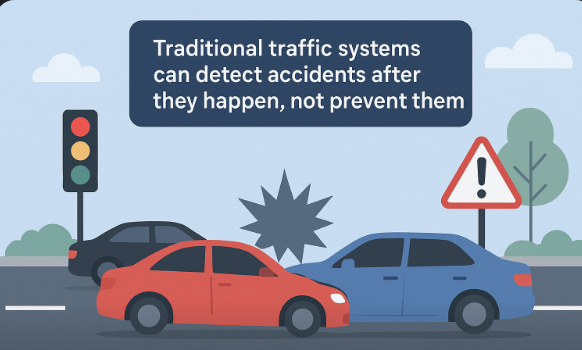 Traditional traffic systems
can detect accidents after
they happen, not prevent them
!